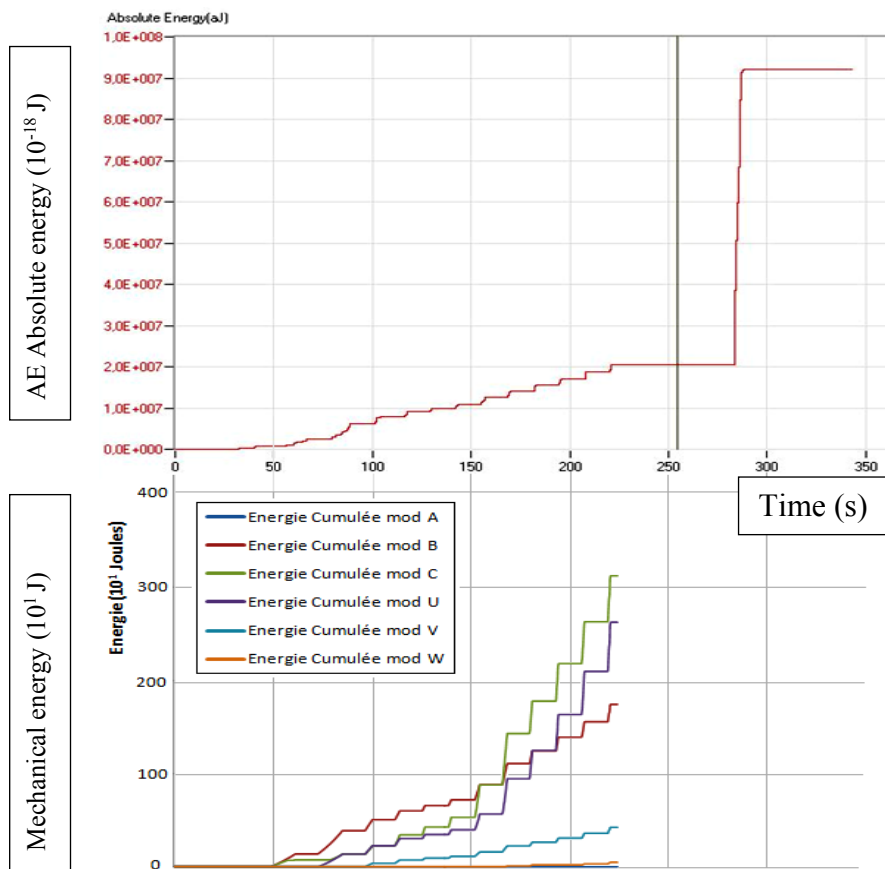 Absolute Energy(aJ)
AE Absolute energy (10-18 J)
1,0E+008
9,0E+007
8,0E+007
7,0E+007
6,0E+007
5,0E+007
4,0E+007
3,0E+007
2,0E+007
1,0E+007
0,0E+000
0 50 100 150 200 250 300 350
Time (s)
Mechanical energy (10¹ J)
Energie (10¹ Joules)
400
300
200
100
0
Energie Cumulée mod A
Energie Cumulée mod B
Energie Cumulée mod C
Energie Cumulée mod U
Energie Cumulée mod V
Energie Cumulée mod W